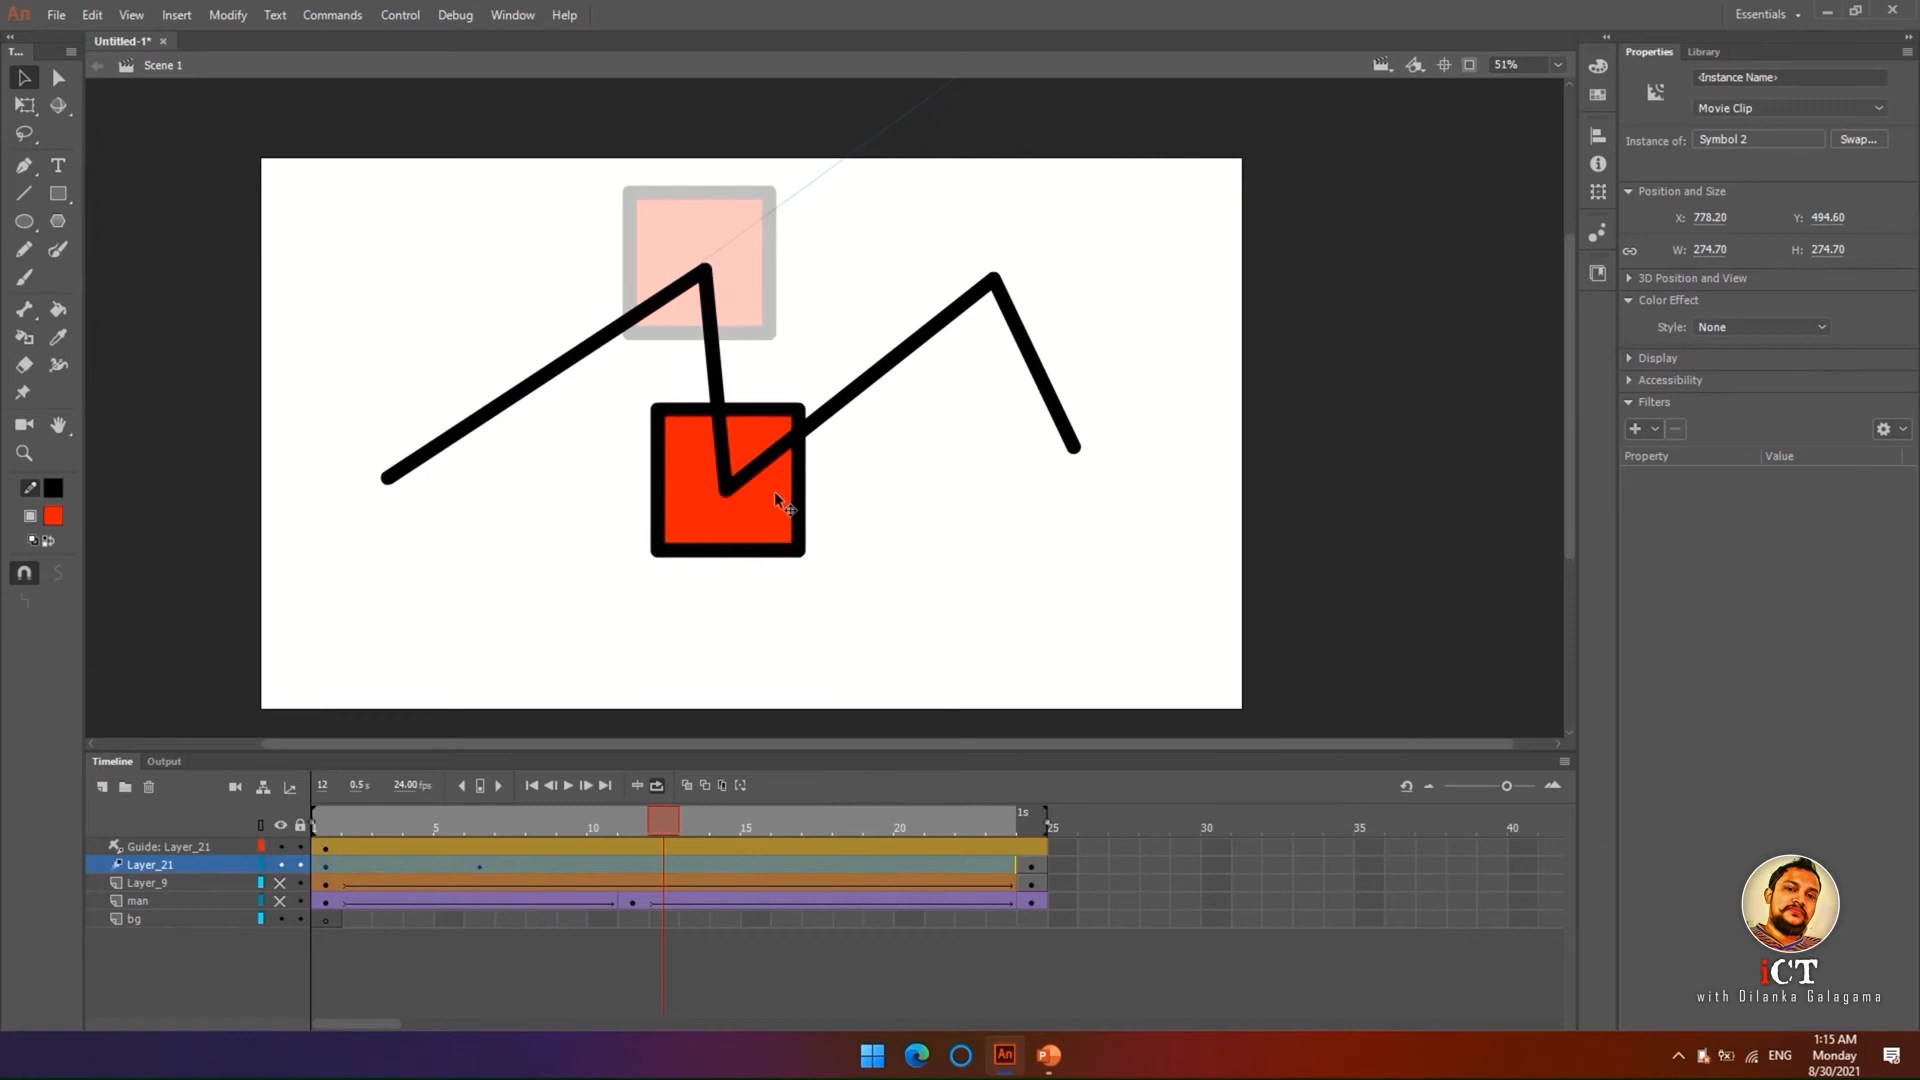 An File Edit View Insert Modify Text Commands Control Debug Window Help Essentials
T... Untitled-1* × Properties Library
Scene 1 51%
<Instance Name>
Movie Clip
Instance of: Symbol 2 Swap...
Position and Size
X: 778.20 Y: 494.60
W: 274.70 H: 274.70
3D Position and View
Color Effect
Style: None
Display
Accessibility
Filters
Property Value
Timeline Output
12 0.5 s 24.00 fps
1s
1 5 10 15 20 25 30 35 40
Guide: Layer_21
Layer_21
Layer_9
man
bg
iCT
with Dilanka Galagama
An P ENG
1:15 AM
Monday
8/30/2021